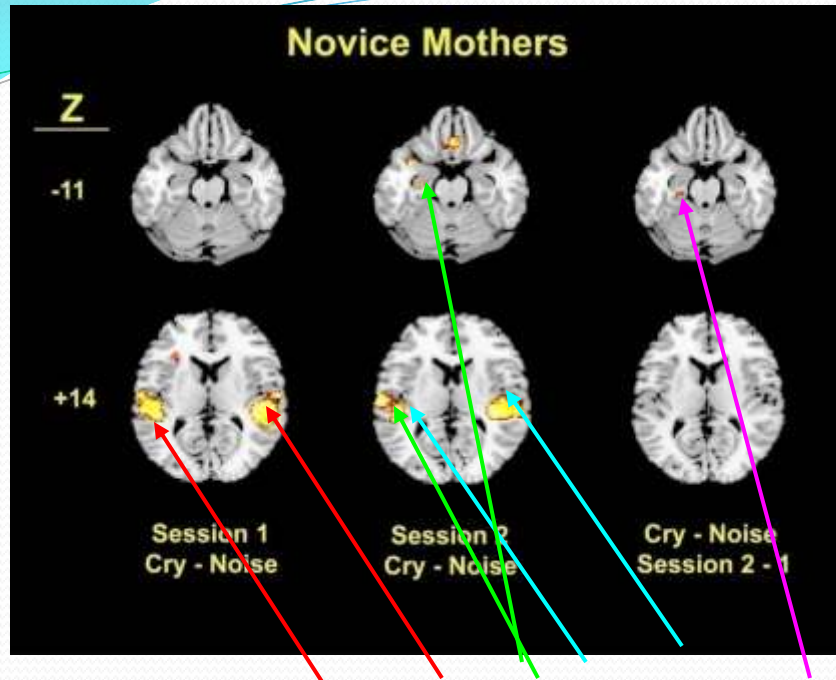 Novice Mothers
Z
-11
+14
Session 1
Cry - Noise
Session 2
Cry - Noise
Cry - Noise
Session 2 - 1